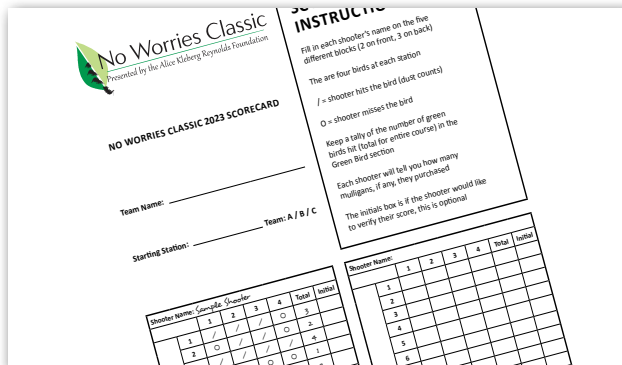 No Worries Classic
Presented by the Alice Kleberg Reynolds Foundation
NO WORRIES CLASSIC 2023 SCORECARD
Team Name:
Starting Station:
Team: A / B / C
INSTRUCTIO
Fill in each shooter's name on the five
different blocks (2 on front, 3 on back)
The are four birds at each station
/ = shooter hits the bird (dust counts)
O = shooter misses the bird
Keep a tally of the number of green
birds hit (total for entire course) in the
Green Bird section
Each shooter will tell you how many
mulligans, if any, they purchased
The initials box is if the shooter would like
to verify their score, this is optional
Shooter Name: Sample Shooter
1 2 3 4 Total Initial
1 / / / O 3
2 O / / O 2
/ / / / 4
O O 1
Shooter Name:
1 2 3 4 Total Initial
1
2
3
4
5
6